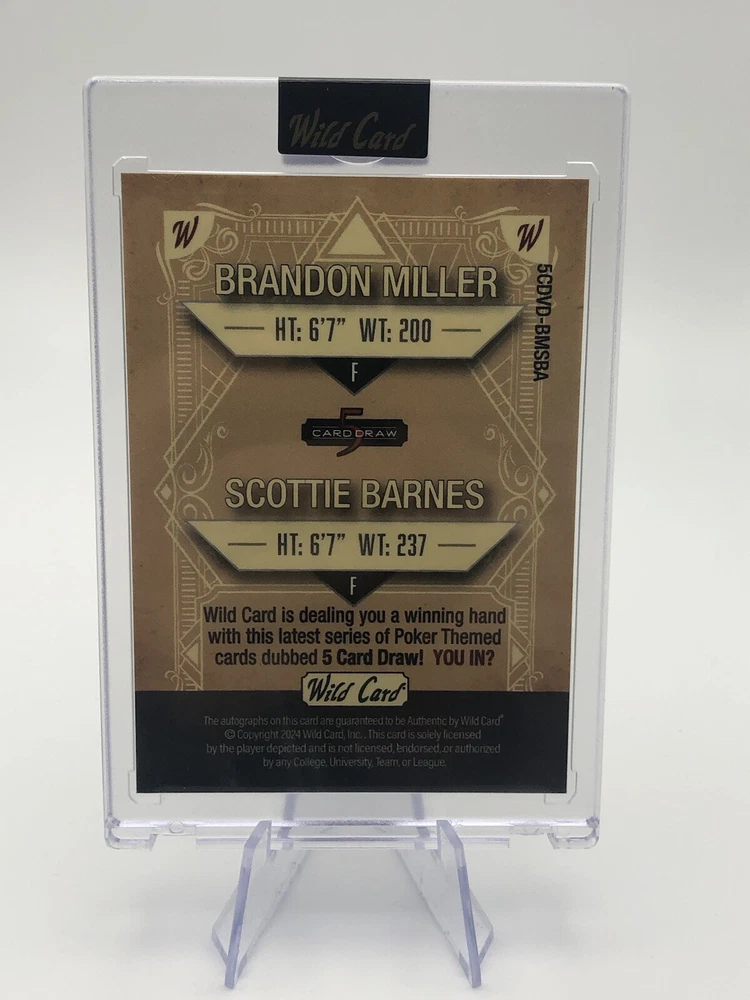 Wild Card
W W
BRANDON MILLER
HT: 6'7" WT: 200
F
5CDVD-BMSBA
5 CARD DRAW
SCOTTIE BARNES
HT: 6'7" WT: 237
F
Wild Card is dealing you a winning hand
with this latest series of Poker Themed
cards dubbed 5 Card Draw! YOU IN?
Wild Card
The autographs on this card are guaranteed to be Authentic by Wild Card®
© Copyright 2024 Wild Card, Inc.. This card is solely licensed
by the player depicted and is not licensed, endorsed, or authorized
by any College, University, Team, or League.